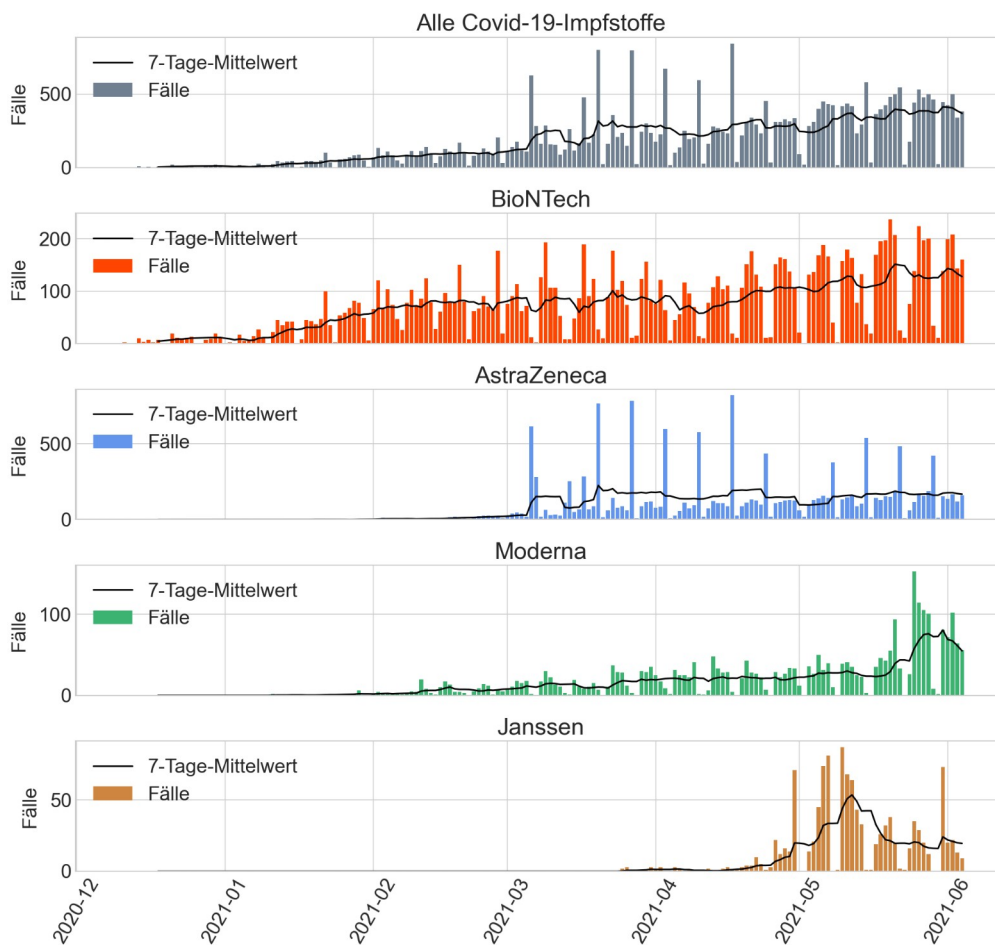 Alle Covid-19-Impfstoffe
Fälle
7-Tage-Mittelwert
Fälle
500
0
BioNTech
Fälle
7-Tage-Mittelwert
Fälle
200
100
0
AstraZeneca
Fälle
7-Tage-Mittelwert
Fälle
500
0
Moderna
Fälle
7-Tage-Mittelwert
Fälle
100
0
Janssen
Fälle
7-Tage-Mittelwert
Fälle
50
0
2020-12
2021-01
2021-02
2021-03
2021-04
2021-05
2021-06